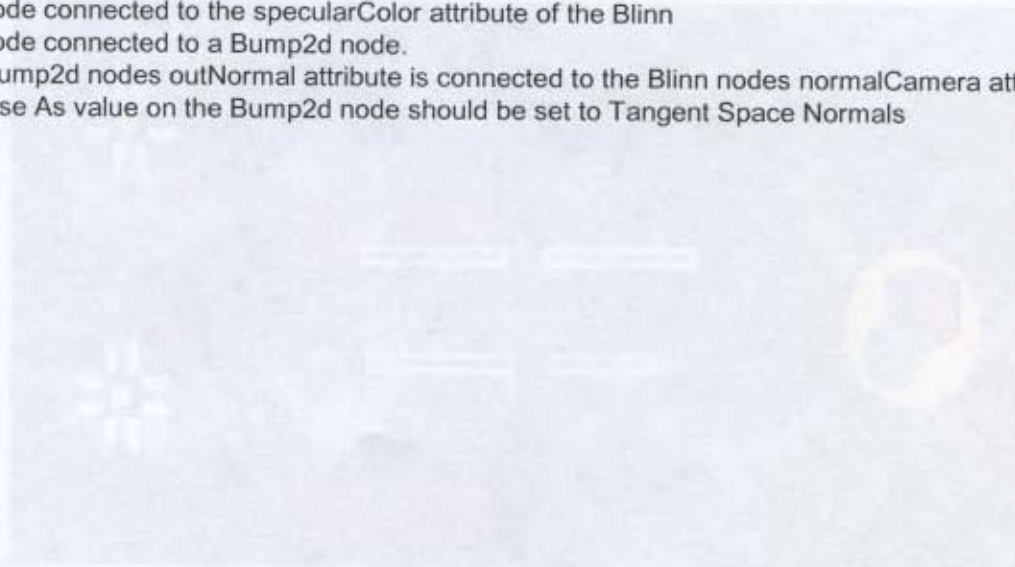 ode connected to the specularColor attribute of the Blinn
ode connected to a Bump2d node.
ump2d nodes outNormal attribute is connected to the Blinn nodes normalCamera att
se As value on the Bump2d node should be set to Tangent Space Normals